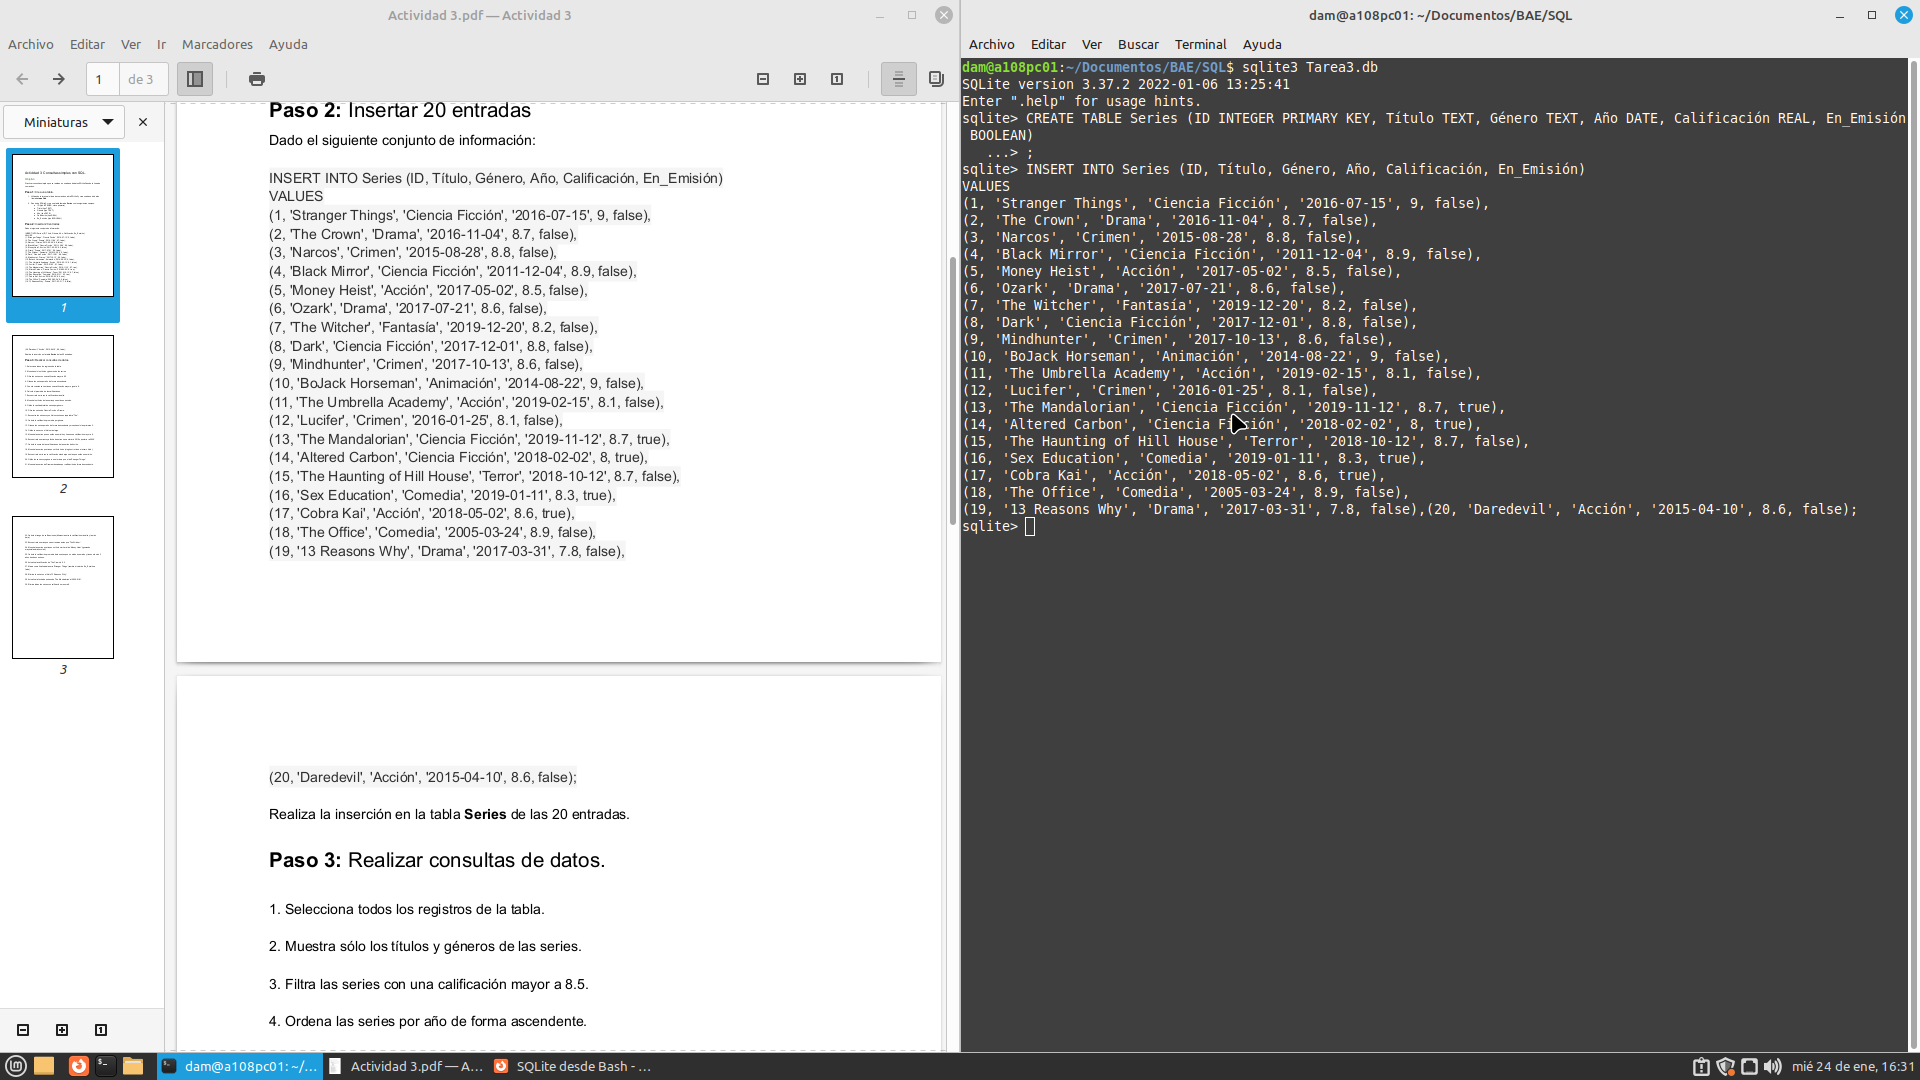 Actividad 3.pdf — Actividad 3
Archivo Editar Ver Ir Marcadores Ayuda
1 de 3
Miniaturas
1
2
3
Paso 2: Insertar 20 entradas
Dado el siguiente conjunto de información:
INSERT INTO Series (ID, Título, Género, Año, Calificación, En_Emisión)
VALUES
(1, 'Stranger Things', 'Ciencia Ficción', '2016-07-15', 9, false),
(2, 'The Crown', 'Drama', '2016-11-04', 8.7, false),
(3, 'Narcos', 'Crimen', '2015-08-28', 8.8, false),
(4, 'Black Mirror', 'Ciencia Ficción', '2011-12-04', 8.9, false),
(5, 'Money Heist', 'Acción', '2017-05-02', 8.5, false),
(6, 'Ozark', 'Drama', '2017-07-21', 8.6, false),
(7, 'The Witcher', 'Fantasía', '2019-12-20', 8.2, false),
(8, 'Dark', 'Ciencia Ficción', '2017-12-01', 8.8, false),
(9, 'Mindhunter', 'Crimen', '2017-10-13', 8.6, false),
(10, 'BoJack Horseman', 'Animación', '2014-08-22', 9, false),
(11, 'The Umbrella Academy', 'Acción', '2019-02-15', 8.1, false),
(12, 'Lucifer', 'Crimen', '2016-01-25', 8.1, false),
(13, 'The Mandalorian', 'Ciencia Ficción', '2019-11-12', 8.7, true),
(14, 'Altered Carbon', 'Ciencia Ficción', '2018-02-02', 8, true),
(15, 'The Haunting of Hill House', 'Terror', '2018-10-12', 8.7, false),
(16, 'Sex Education', 'Comedia', '2019-01-11', 8.3, true),
(17, 'Cobra Kai', 'Acción', '2018-05-02', 8.6, true),
(18, 'The Office', 'Comedia', '2005-03-24', 8.9, false),
(19, '13 Reasons Why', 'Drama', '2017-03-31', 7.8, false),
(20, 'Daredevil', 'Acción', '2015-04-10', 8.6, false);
Realiza la inserción en la tabla Series de las 20 entradas.
Paso 3: Realizar consultas de datos.
1. Selecciona todos los registros de la tabla.
2. Muestra sólo los títulos y géneros de las series.
3. Filtra las series con una calificación mayor a 8.5.
4. Ordena las series por año de forma ascendente.
dam@a108pc01: ~/Documentos/BAE/SQL
Archivo Editar Ver Buscar Terminal Ayuda
dam@a108pc01:~/Documentos/BAE/SQL$ sqlite3 Tarea3.db
SQLite version 3.37.2 2022-01-06 13:25:41
Enter ".help" for usage hints.
sqlite> CREATE TABLE Series (ID INTEGER PRIMARY KEY, Título TEXT, Género TEXT, Año DATE, Calificación REAL, En_Emisión
BOOLEAN)
...> ;
sqlite> INSERT INTO Series (ID, Título, Género, Año, Calificación, En_Emisión)
VALUES
(1, 'Stranger Things', 'Ciencia Ficción', '2016-07-15', 9, false),
(2, 'The Crown', 'Drama', '2016-11-04', 8.7, false),
(3, 'Narcos', 'Crimen', '2015-08-28', 8.8, false),
(4, 'Black Mirror', 'Ciencia Ficción', '2011-12-04', 8.9, false),
(5, 'Money Heist', 'Acción', '2017-05-02', 8.5, false),
(6, 'Ozark', 'Drama', '2017-07-21', 8.6, false),
(7, 'The Witcher', 'Fantasía', '2019-12-20', 8.2, false),
(8, 'Dark', 'Ciencia Ficción', '2017-12-01', 8.8, false),
(9, 'Mindhunter', 'Crimen', '2017-10-13', 8.6, false),
(10, 'BoJack Horseman', 'Animación', '2014-08-22', 9, false),
(11, 'The Umbrella Academy', 'Acción', '2019-02-15', 8.1, false),
(12, 'Lucifer', 'Crimen', '2016-01-25', 8.1, false),
(13, 'The Mandalorian', 'Ciencia Ficción', '2019-11-12', 8.7, true),
(14, 'Altered Carbon', 'Ciencia Ficción', '2018-02-02', 8, true),
(15, 'The Haunting of Hill House', 'Terror', '2018-10-12', 8.7, false),
(16, 'Sex Education', 'Comedia', '2019-01-11', 8.3, true),
(17, 'Cobra Kai', 'Acción', '2018-05-02', 8.6, true),
(18, 'The Office', 'Comedia', '2005-03-24', 8.9, false),
(19, '13 Reasons Why', 'Drama', '2017-03-31', 7.8, false),(20, 'Daredevil', 'Acción', '2015-04-10', 8.6, false);
sqlite>
dam@a108pc01: ~/... Actividad 3.pdf — A... SQLite desde Bash - ... mié 24 de ene, 16:31